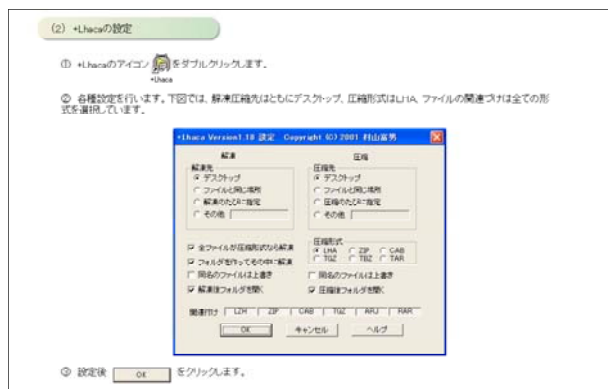 (2) +Lhacaの設定
① +Lhacaのアイコン
をダブルクリックします。
+Lhaca
② 各種設定を行います。下図では、解凍圧縮先はともにデスクトップ、圧縮形式はLHA、ファイルの関連づけは全ての形
式を選択しています。
+Lhaca Version1.18 設定 Copyright (C) 2001 村山富男
解凍
圧縮
解凍先
デスクトップ
ファイルと同じ場所
解凍のたびに指定
その他
圧縮先
デスクトップ
ファイルと同じ場所
圧縮のたびに指定
その他
全ファイルが圧縮形式なら解凍
フォルダを作ってその中に解凍
同名のファイルは上書き
解凍後フォルダを開く
圧縮形式
LHA ZIP CAB
TGZ TBZ TAR
同名のファイルは上書き
圧縮後フォルダを開く
関連付け LZH ZIP CAB TGZ ARJ RAR
OK キャンセル ヘルプ
③ 設定後 OK をクリックします。